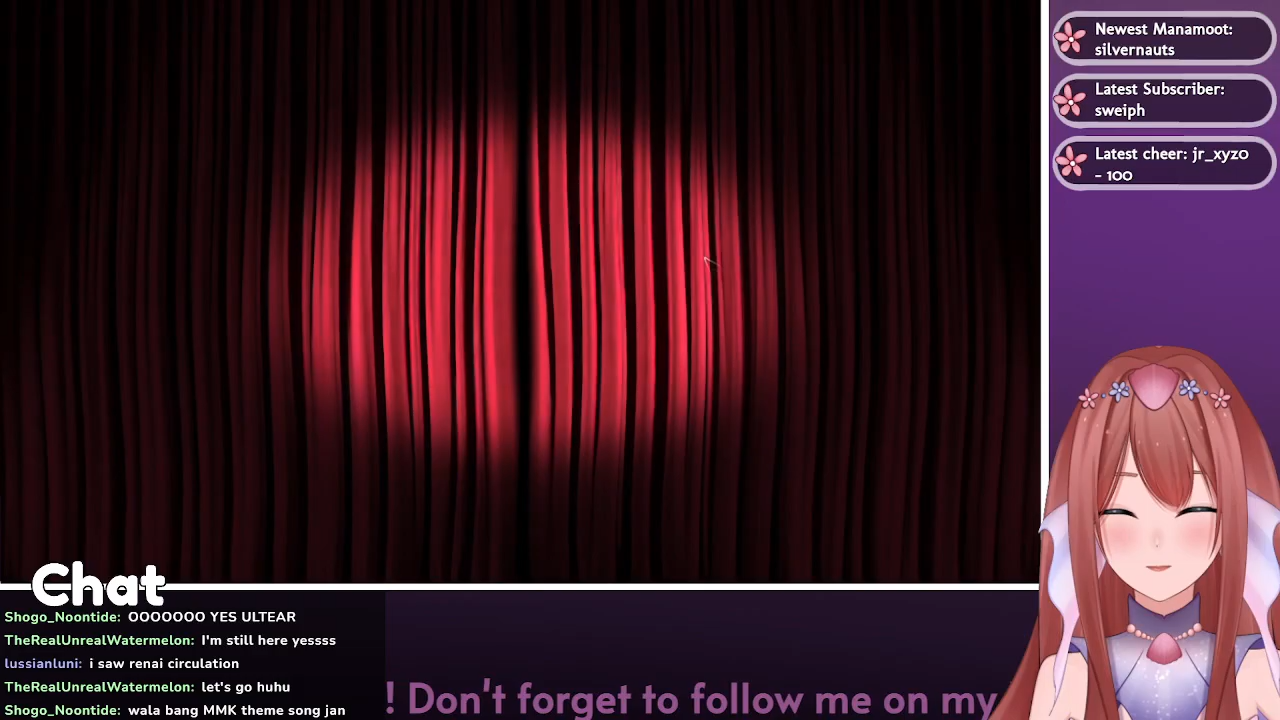 Newest Manamoot:
silvernauts
Latest Subscriber:
sweiph
Latest cheer: jr_xyz0
- 100
Chat
Shogo_Noontide: OOOOOOO YES ULTEAR
TheRealUnrealWatermelon: I'm still here yessss
lussianluni: i saw renai circulation
TheRealUnrealWatermelon: let's go huhu
Shogo_Noontide: wala bang MMK theme song jan
! Don't forget to follow me on my